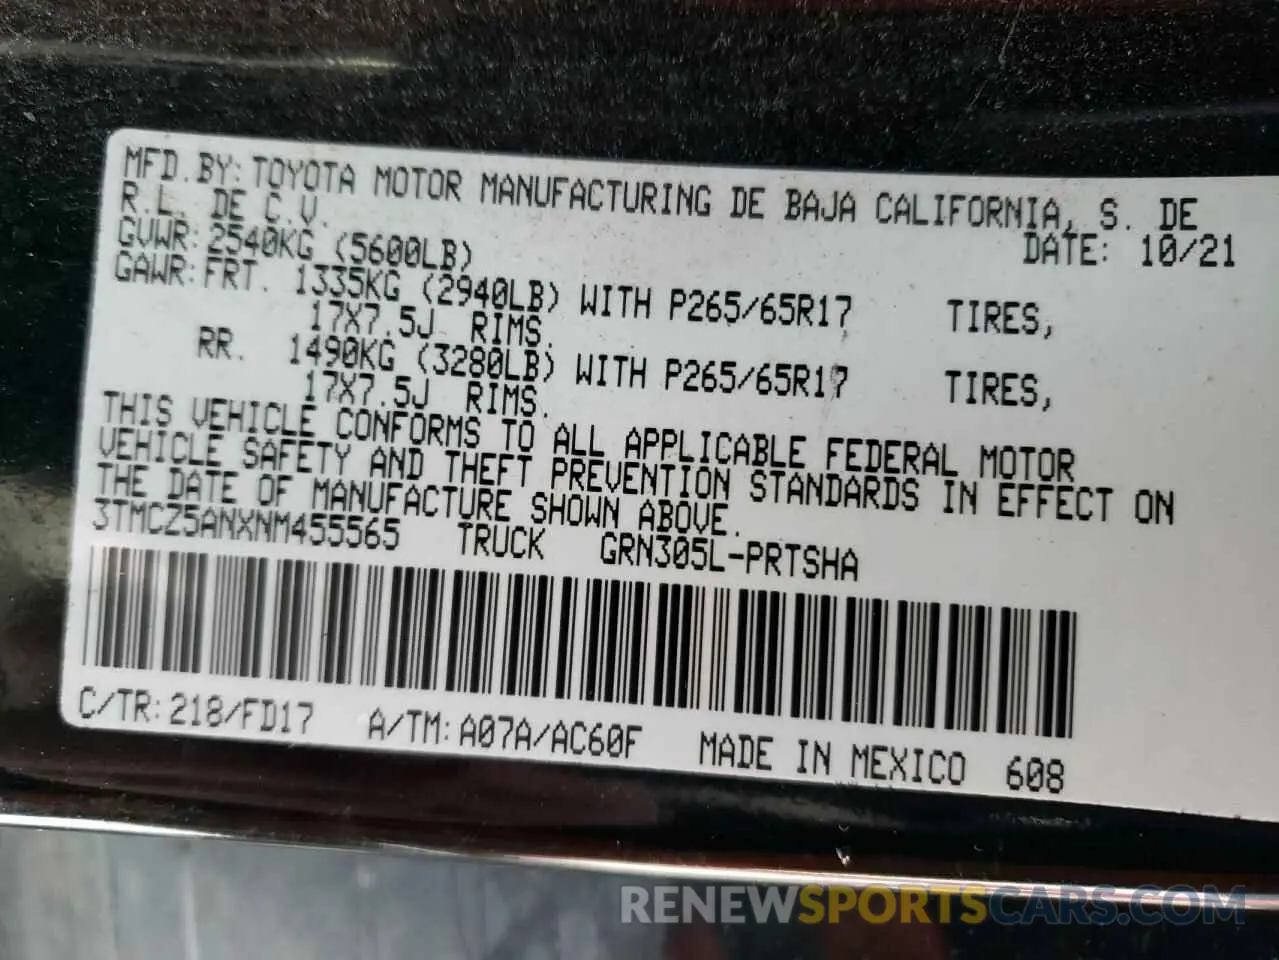 MFD. BY: TOYOTA MOTOR MANUFACTURING DE BAJA CALIFORNIA, S. DE
R.L. DE C.V.
DATE: 10/21
GVWR: 2540KG (5600LB)
GAWR: FRT. 1335KG (2940LB) WITH P265/65R17 TIRES,
17X7.5J RIMS.
RR. 1490KG (3280LB) WITH P265/65R17 TIRES,
17X7.5J RIMS.
THIS VEHICLE CONFORMS TO ALL APPLICABLE FEDERAL MOTOR
VEHICLE SAFETY AND THEFT PREVENTION STANDARDS IN EFFECT ON
THE DATE OF MANUFACTURE SHOWN ABOVE.
3TMCZ5ANXNM455565 TRUCK GRN305L-PRTSHA
C/TR: 218/FD17 A/TM: A07A/AC60F MADE IN MEXICO 608
RENEWSPORTSCARS.COM